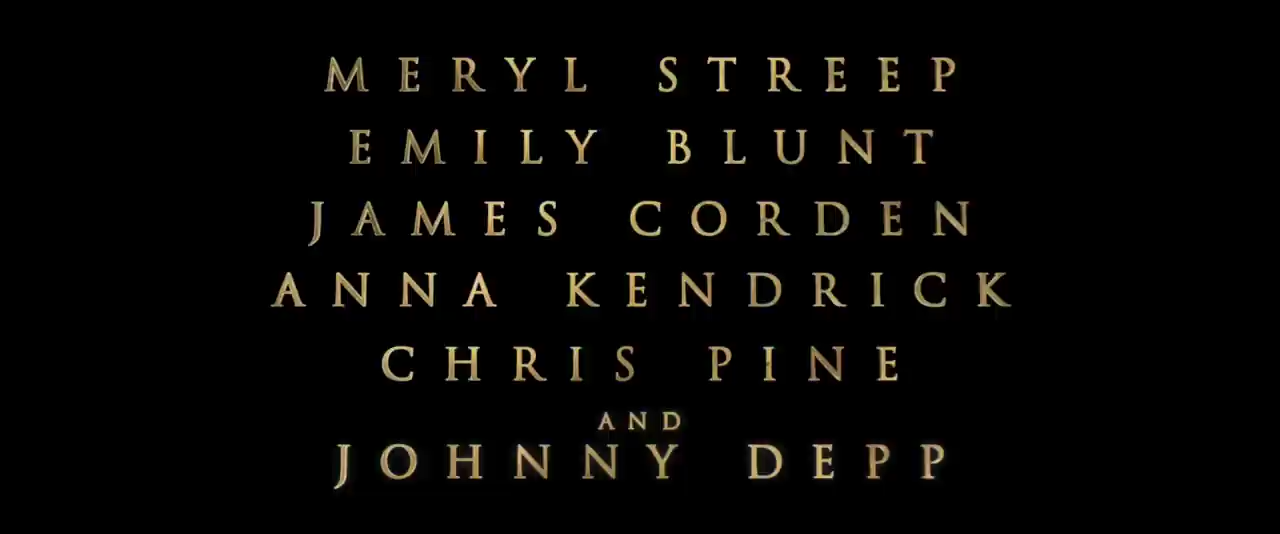 MERYL STREEP
EMILY BLUNT
JAMES CORDEN
ANNA KENDRICK
CHRIS PINE
AND
JOHNNY DEPP